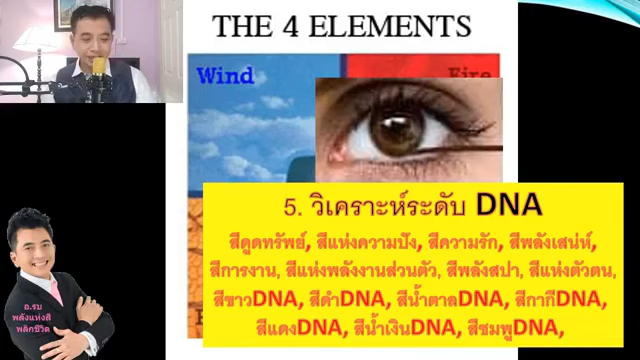 THE 4 ELEMENTS
Wind
Fire
5. วิเคราะห์ระดับ DNA
สีดูดทรัพย์, สีแห่งความปัง, สีความรัก, สีพลังเสน่ห์,
สีการงาน, สีแห่งพลังงานส่วนตัว, สีพลังสปา, สีแห่งตัวตน,
สีขาวDNA, สีดำDNA, สีน้ำตาลDNA, สีกากีDNA,
สีแดงDNA, สีน้ำเงินDNA, สีชมพูDNA,
อ.รบ
พลังแห่งสี
พลิกชีวิต